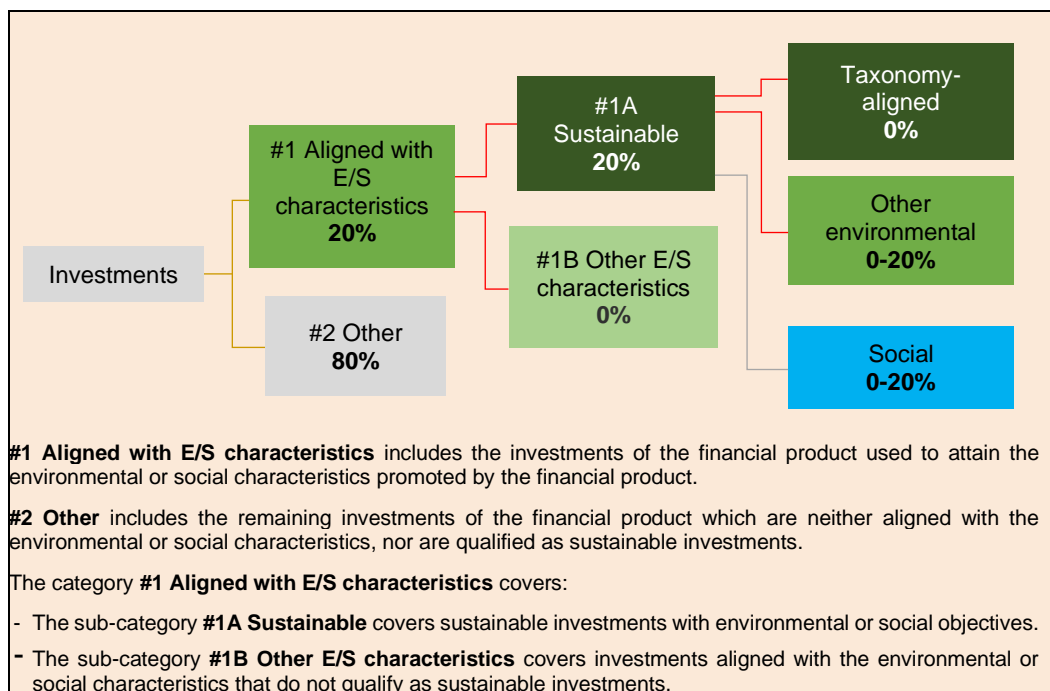 Investments
#1 Aligned with
E/S
characteristics
20%
#2 Other
80%
#1A
Sustainable
20%
#1B Other E/S
characteristics
0%
Taxonomy-
aligned
0%
Other
environmental
0-20%
Social
0-20%
#1 Aligned with E/S characteristics includes the investments of the financial product used to attain the
environmental or social characteristics promoted by the financial product.
#2 Other includes the remaining investments of the financial product which are neither aligned with the
environmental or social characteristics, nor are qualified as sustainable investments.
The category #1 Aligned with E/S characteristics covers:
- The sub-category #1A Sustainable covers sustainable investments with environmental or social objectives.
- The sub-category #1B Other E/S characteristics covers investments aligned with the environmental or
social characteristics that do not qualify as sustainable investments.